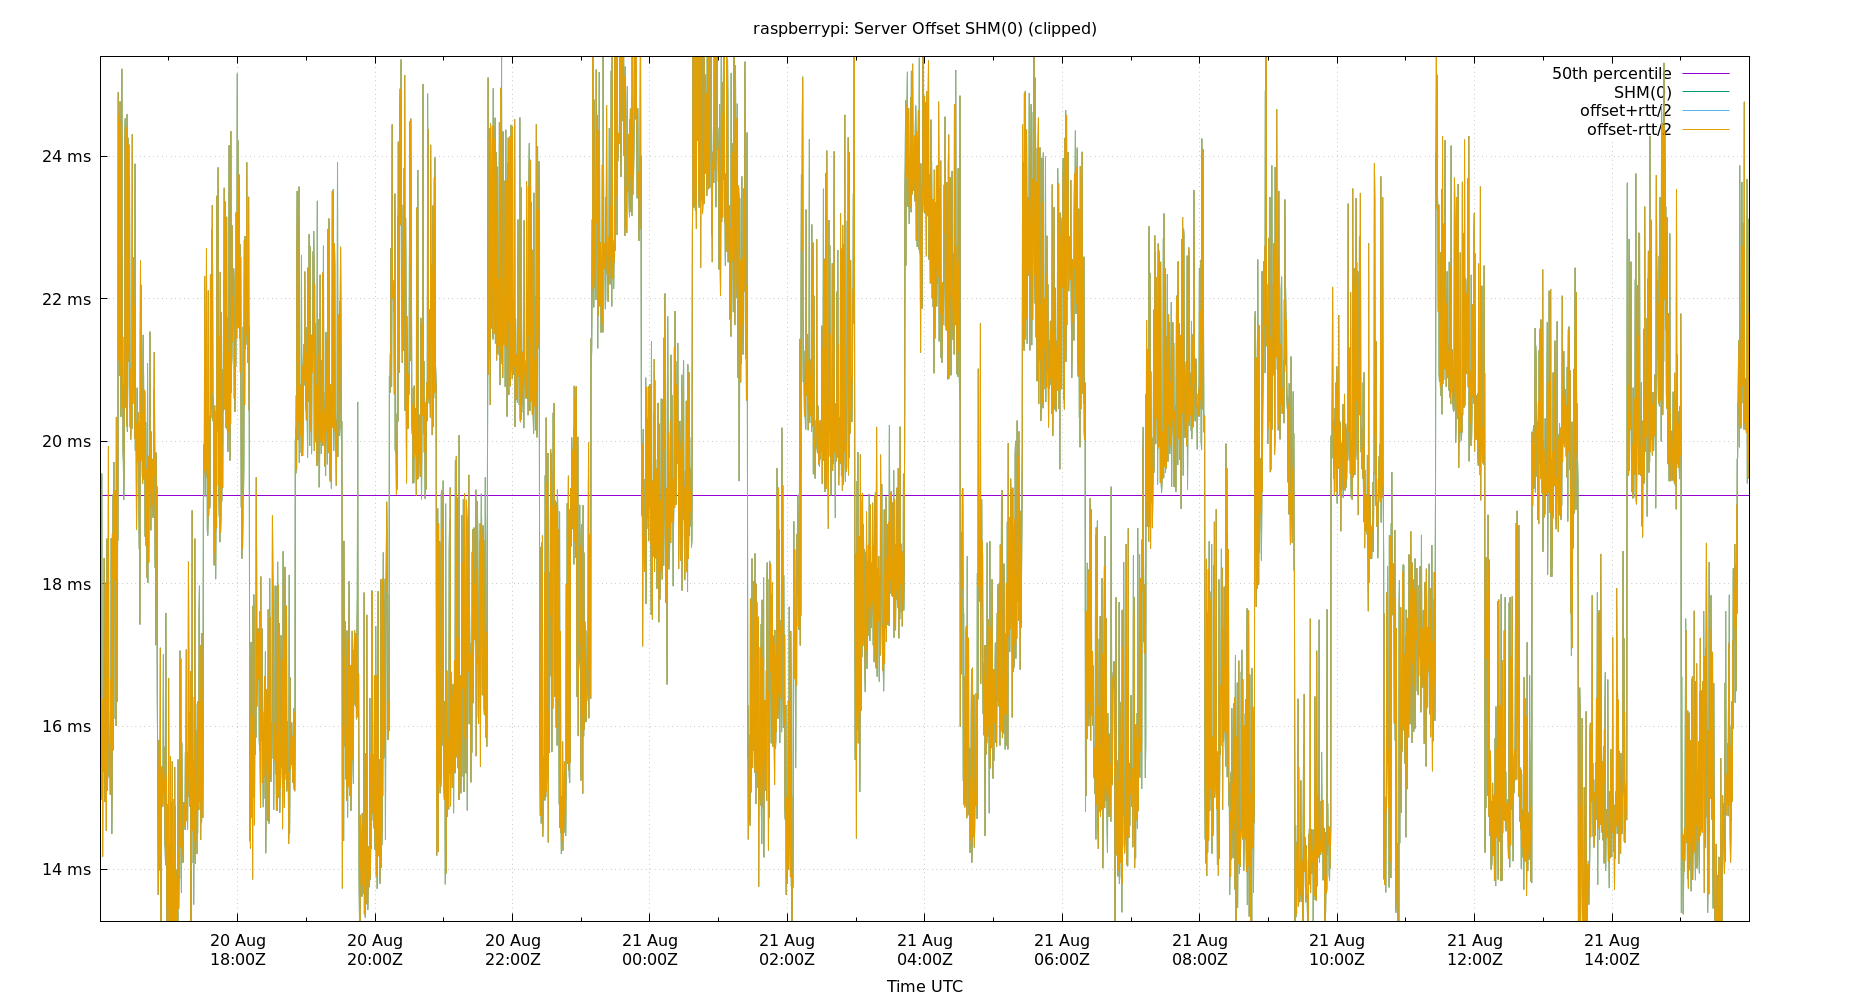 raspberrypi: Server Offset SHM(0) (clipped)
50th percentile
SHM(0)
offset+rtt/2
offset-rtt/2
24 ms
22 ms
20 ms
18 ms
16 ms
14 ms
20 Aug 20 Aug 20 Aug 21 Aug 21 Aug 21 Aug 21 Aug 21 Aug 21 Aug 21 Aug 21 Aug
18:00Z 20:00Z 22:00Z 00:00Z 02:00Z 04:00Z 06:00Z 08:00Z 10:00Z 12:00Z 14:00Z
Time UTC